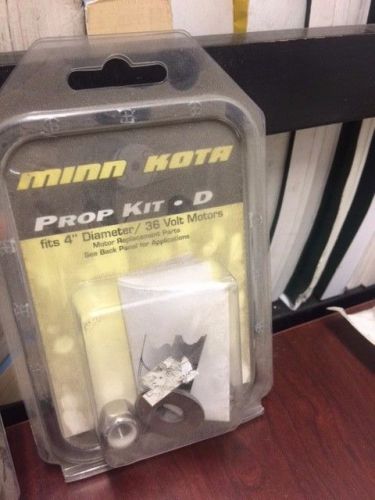 MINN KOTA
PROP KIT • D
fits 4" Diameter/ 36 Volt Motors
Motor Replacement Parts
See Back Panel for Applications